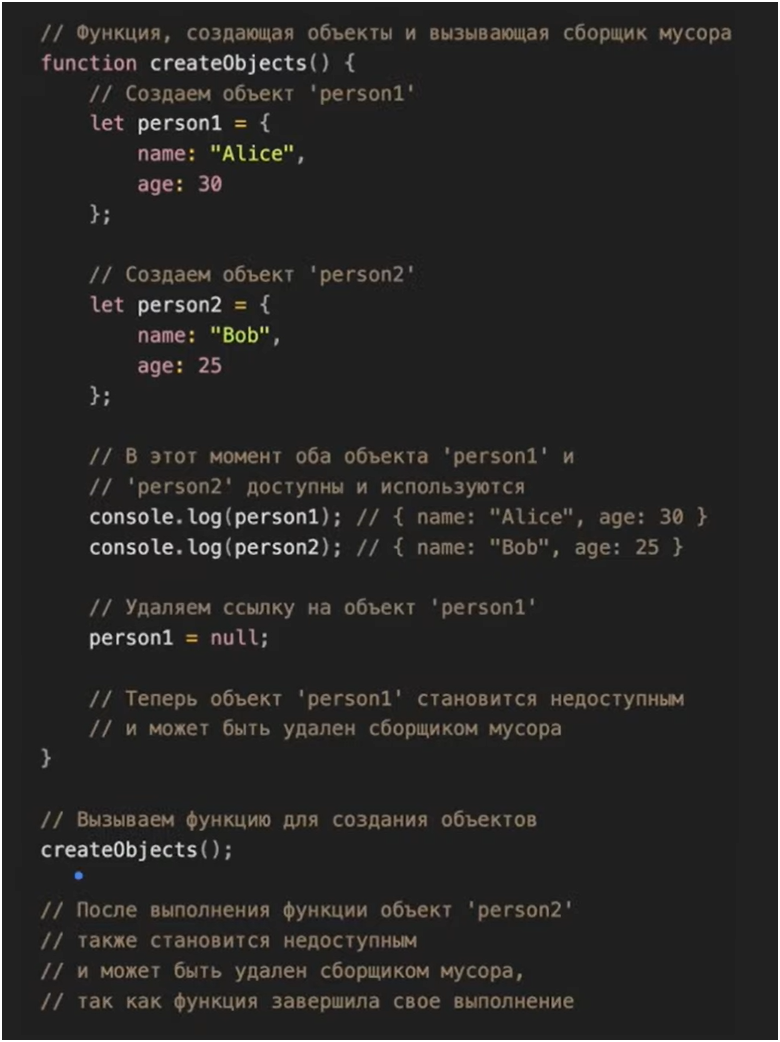 // Функция, создающая объекты и вызывающая сборщик мусора
function createObjects() {
    // Создаем объект 'person1'
    let person1 = {
        name: "Alice",
        age: 30
    };

    // Создаем объект 'person2'
    let person2 = {
        name: "Bob",
        age: 25
    };

    // В этот момент оба объекта 'person1' и
    // 'person2' доступны и используются
    console.log(person1); // { name: "Alice", age: 30 }
    console.log(person2); // { name: "Bob", age: 25 }

    // Удаляем ссылку на объект 'person1'
    person1 = null;

    // Теперь объект 'person1' становится недоступным
    // и может быть удален сборщиком мусора
}

// Вызываем функцию для создания объектов
createObjects();

// После выполнения функции объект 'person2'
// также становится недоступным
// и может быть удален сборщиком мусора,
// так как функция завершила свое выполнение